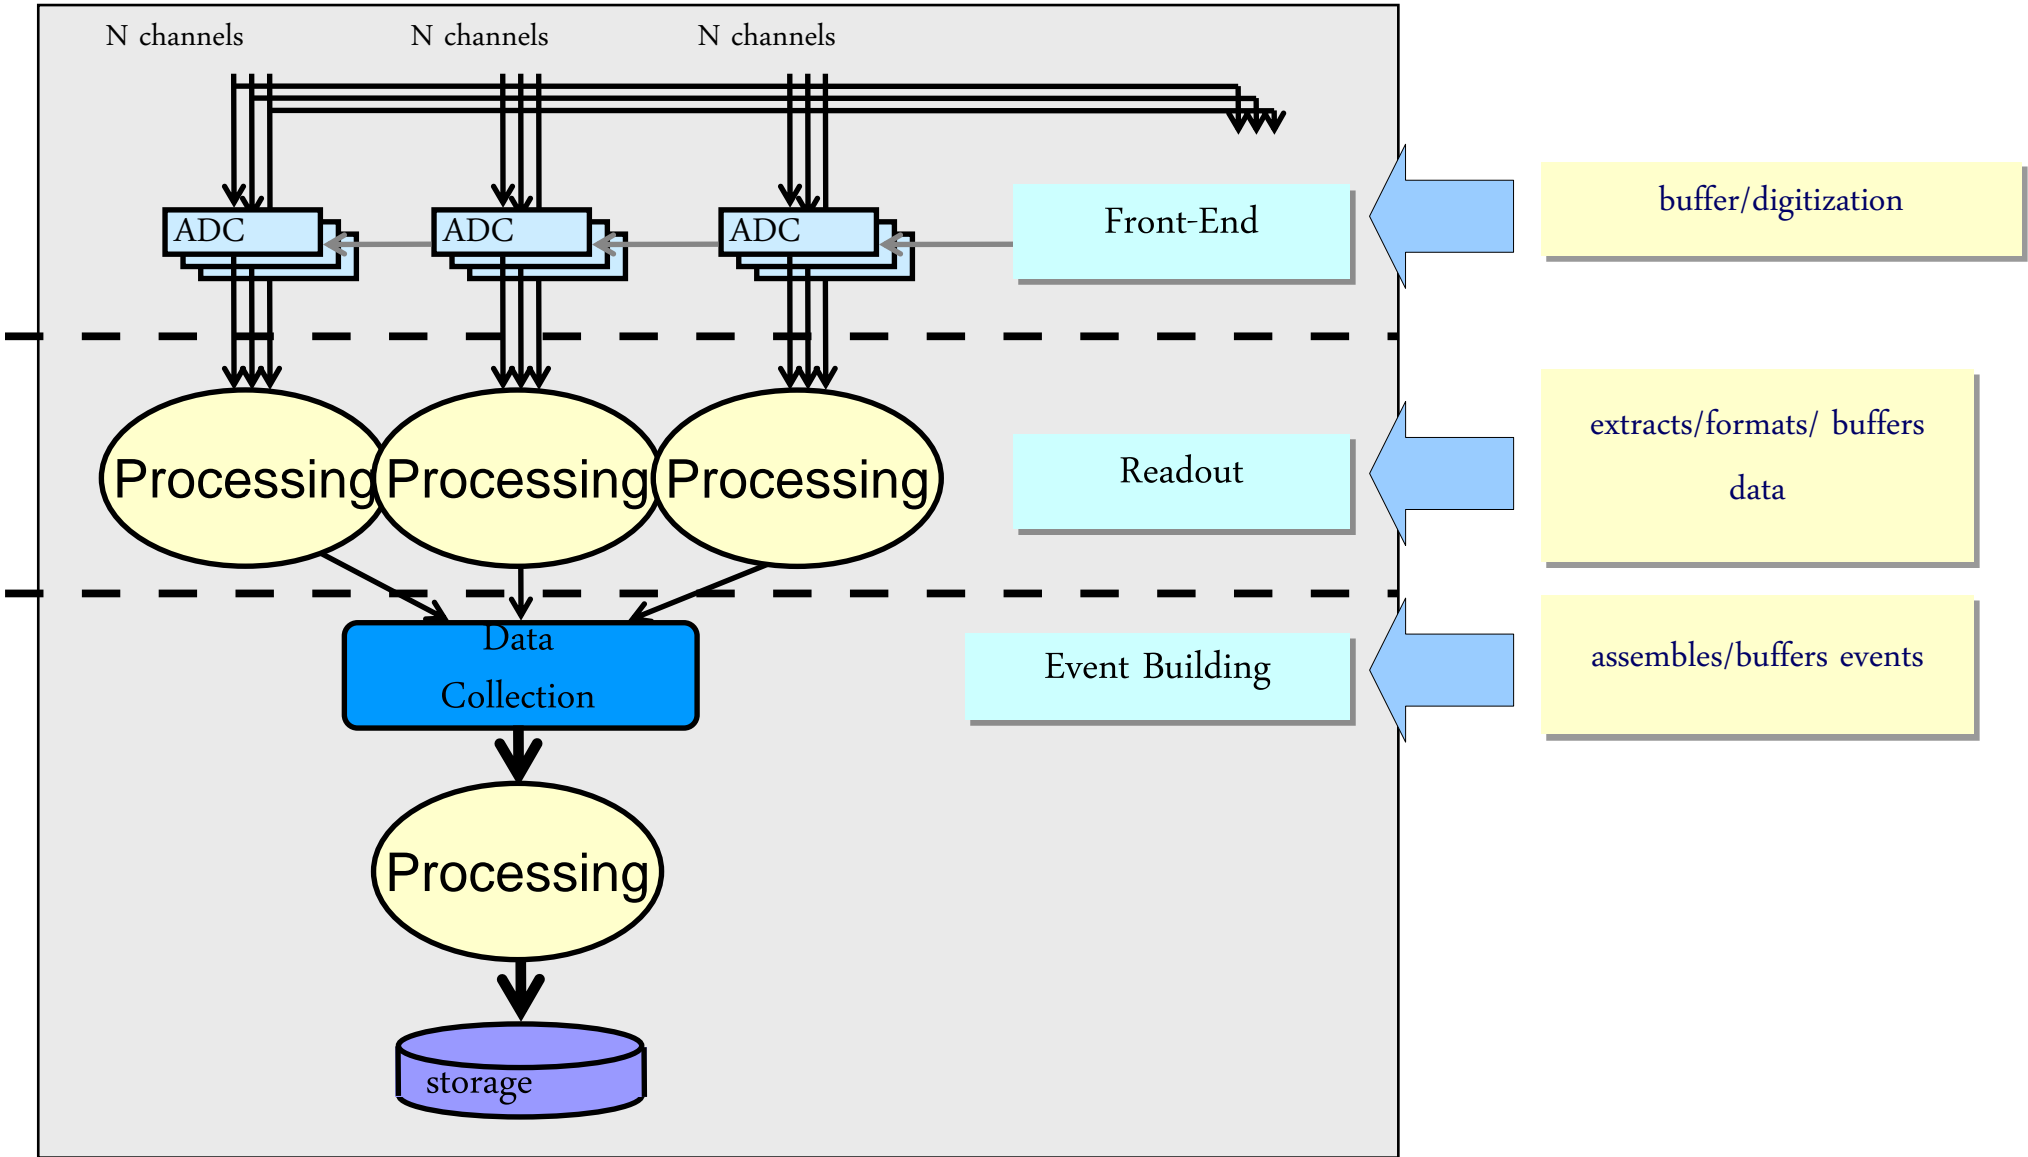 N channels
N channels
N channels
ADC
ADC
ADC
Front-End
buffer/digitization
Processing
Processing
Processing
Readout
extracts/formats/ buffers
data
Data
Collection
Event Building
assembles/buffers events
Processing
storage